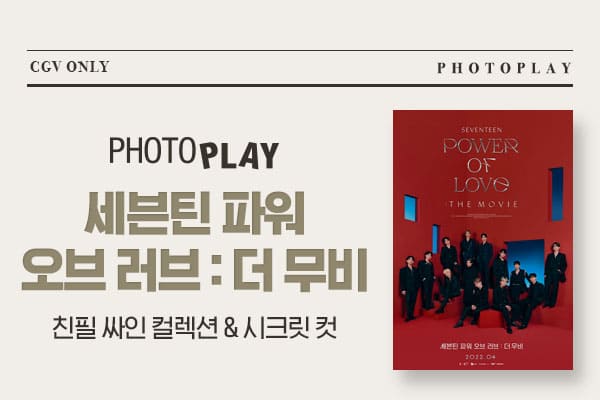 CGV ONLY
PHOTOPLAY
PHOTOPLAY
세븐틴 파워
오브 러브 : 더 무비
친필 싸인 컬렉션 & 시크릿 컷
SEVENTEEN
POWER
OF
LOVE
: THE MOVIE
세븐틴 파워 오브 러브 : 더 무비
2022.04